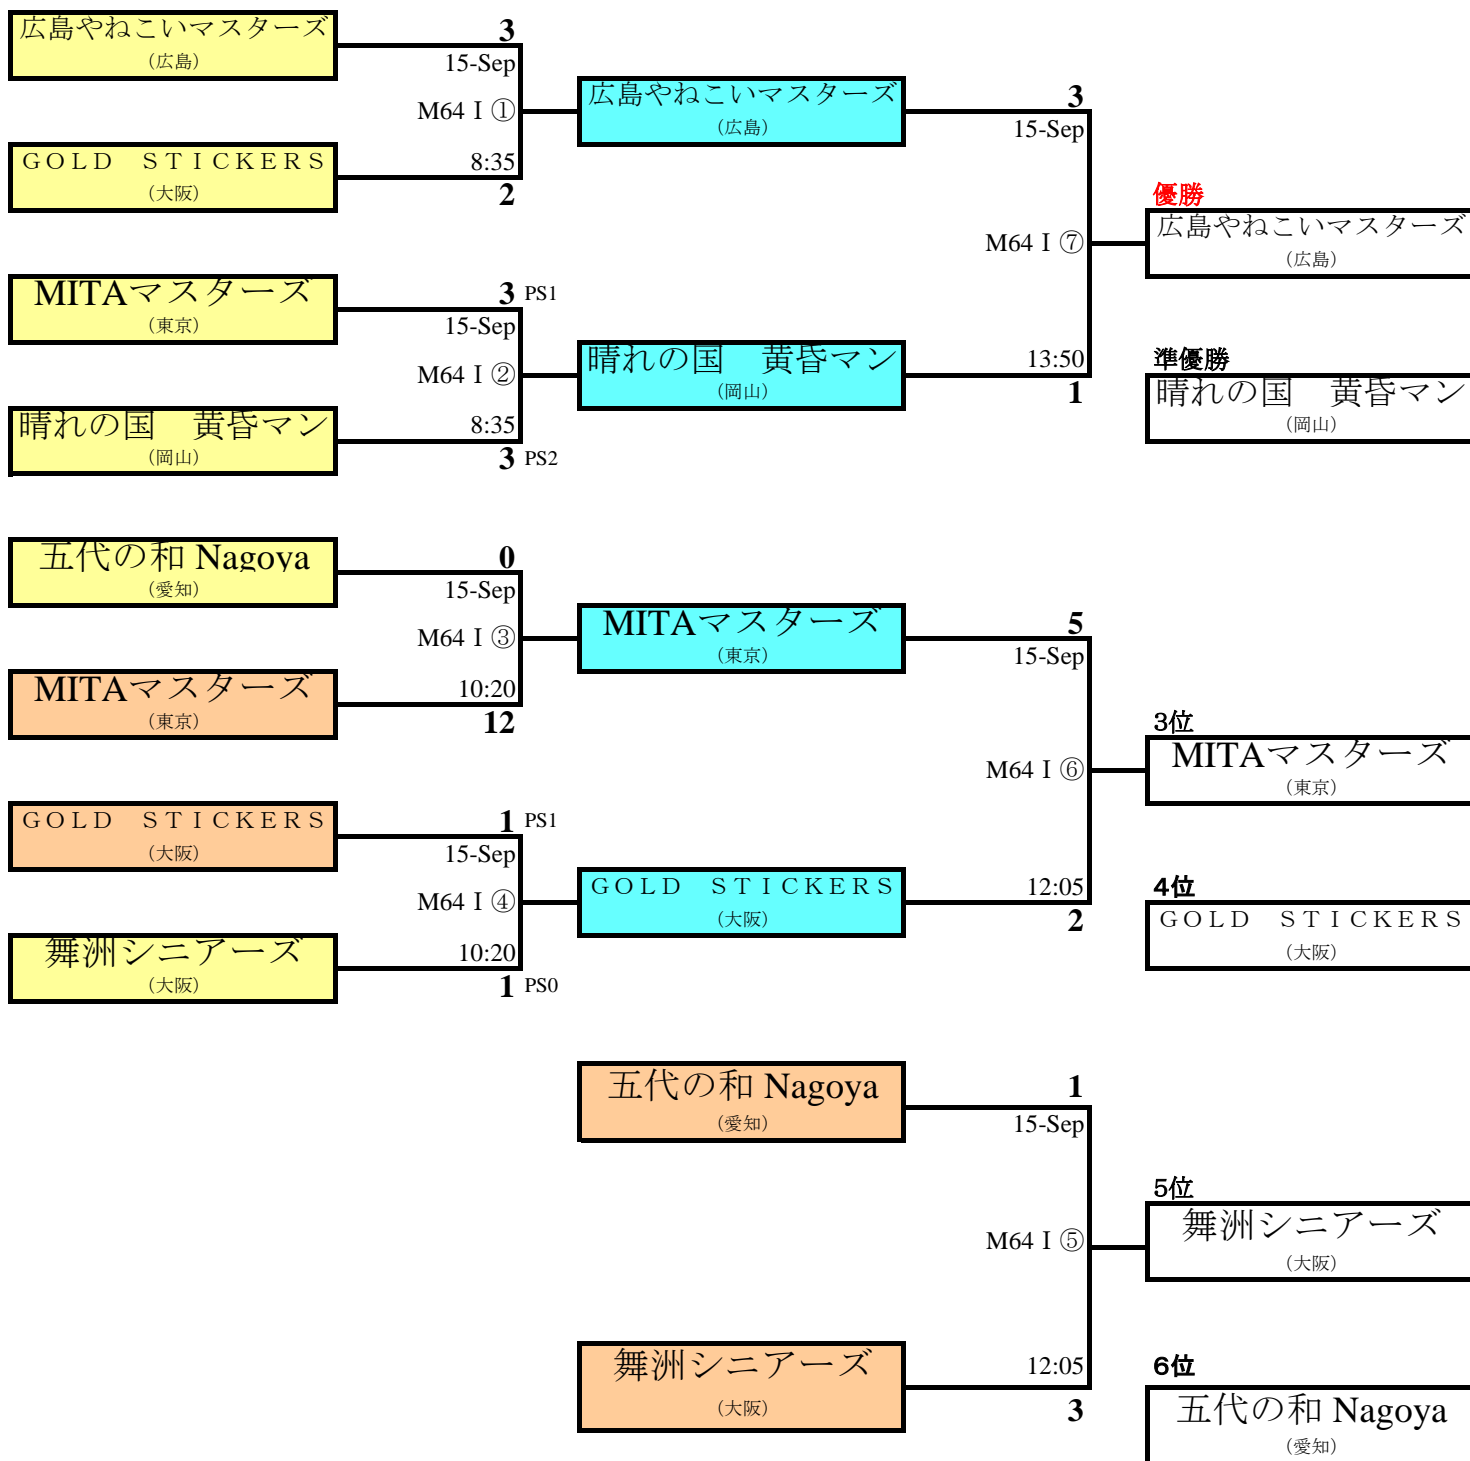 広島やねこいマスターズ
（広島）
3
15-Sep
M64 I ①
8:35
GOLD　STICKERS
（大阪）
2
広島やねこいマスターズ
（広島）
3
15-Sep
MITAマスターズ
（東京）
3 PS1
15-Sep
M64 I ②
8:35
晴れの国　黄昏マン
（岡山）
3 PS2
晴れの国　黄昏マン
（岡山）
13:50
1
M64 I ⑦
優勝
広島やねこいマスターズ
（広島）
準優勝
晴れの国　黄昏マン
（岡山）
五代の和 Nagoya
（愛知）
0
15-Sep
M64 I ③
10:20
MITAマスターズ
（東京）
12
MITAマスターズ
（東京）
5
15-Sep
GOLD　STICKERS
（大阪）
1 PS1
15-Sep
M64 I ④
10:20
舞洲シニアーズ
（大阪）
1 PS0
GOLD　STICKERS
（大阪）
12:05
2
M64 I ⑥
3位
MITAマスターズ
（東京）
4位
GOLD　STICKERS
（大阪）
五代の和 Nagoya
（愛知）
1
15-Sep
M64 I ⑤
12:05
舞洲シニアーズ
（大阪）
3
5位
舞洲シニアーズ
（大阪）
6位
五代の和 Nagoya
（愛知）